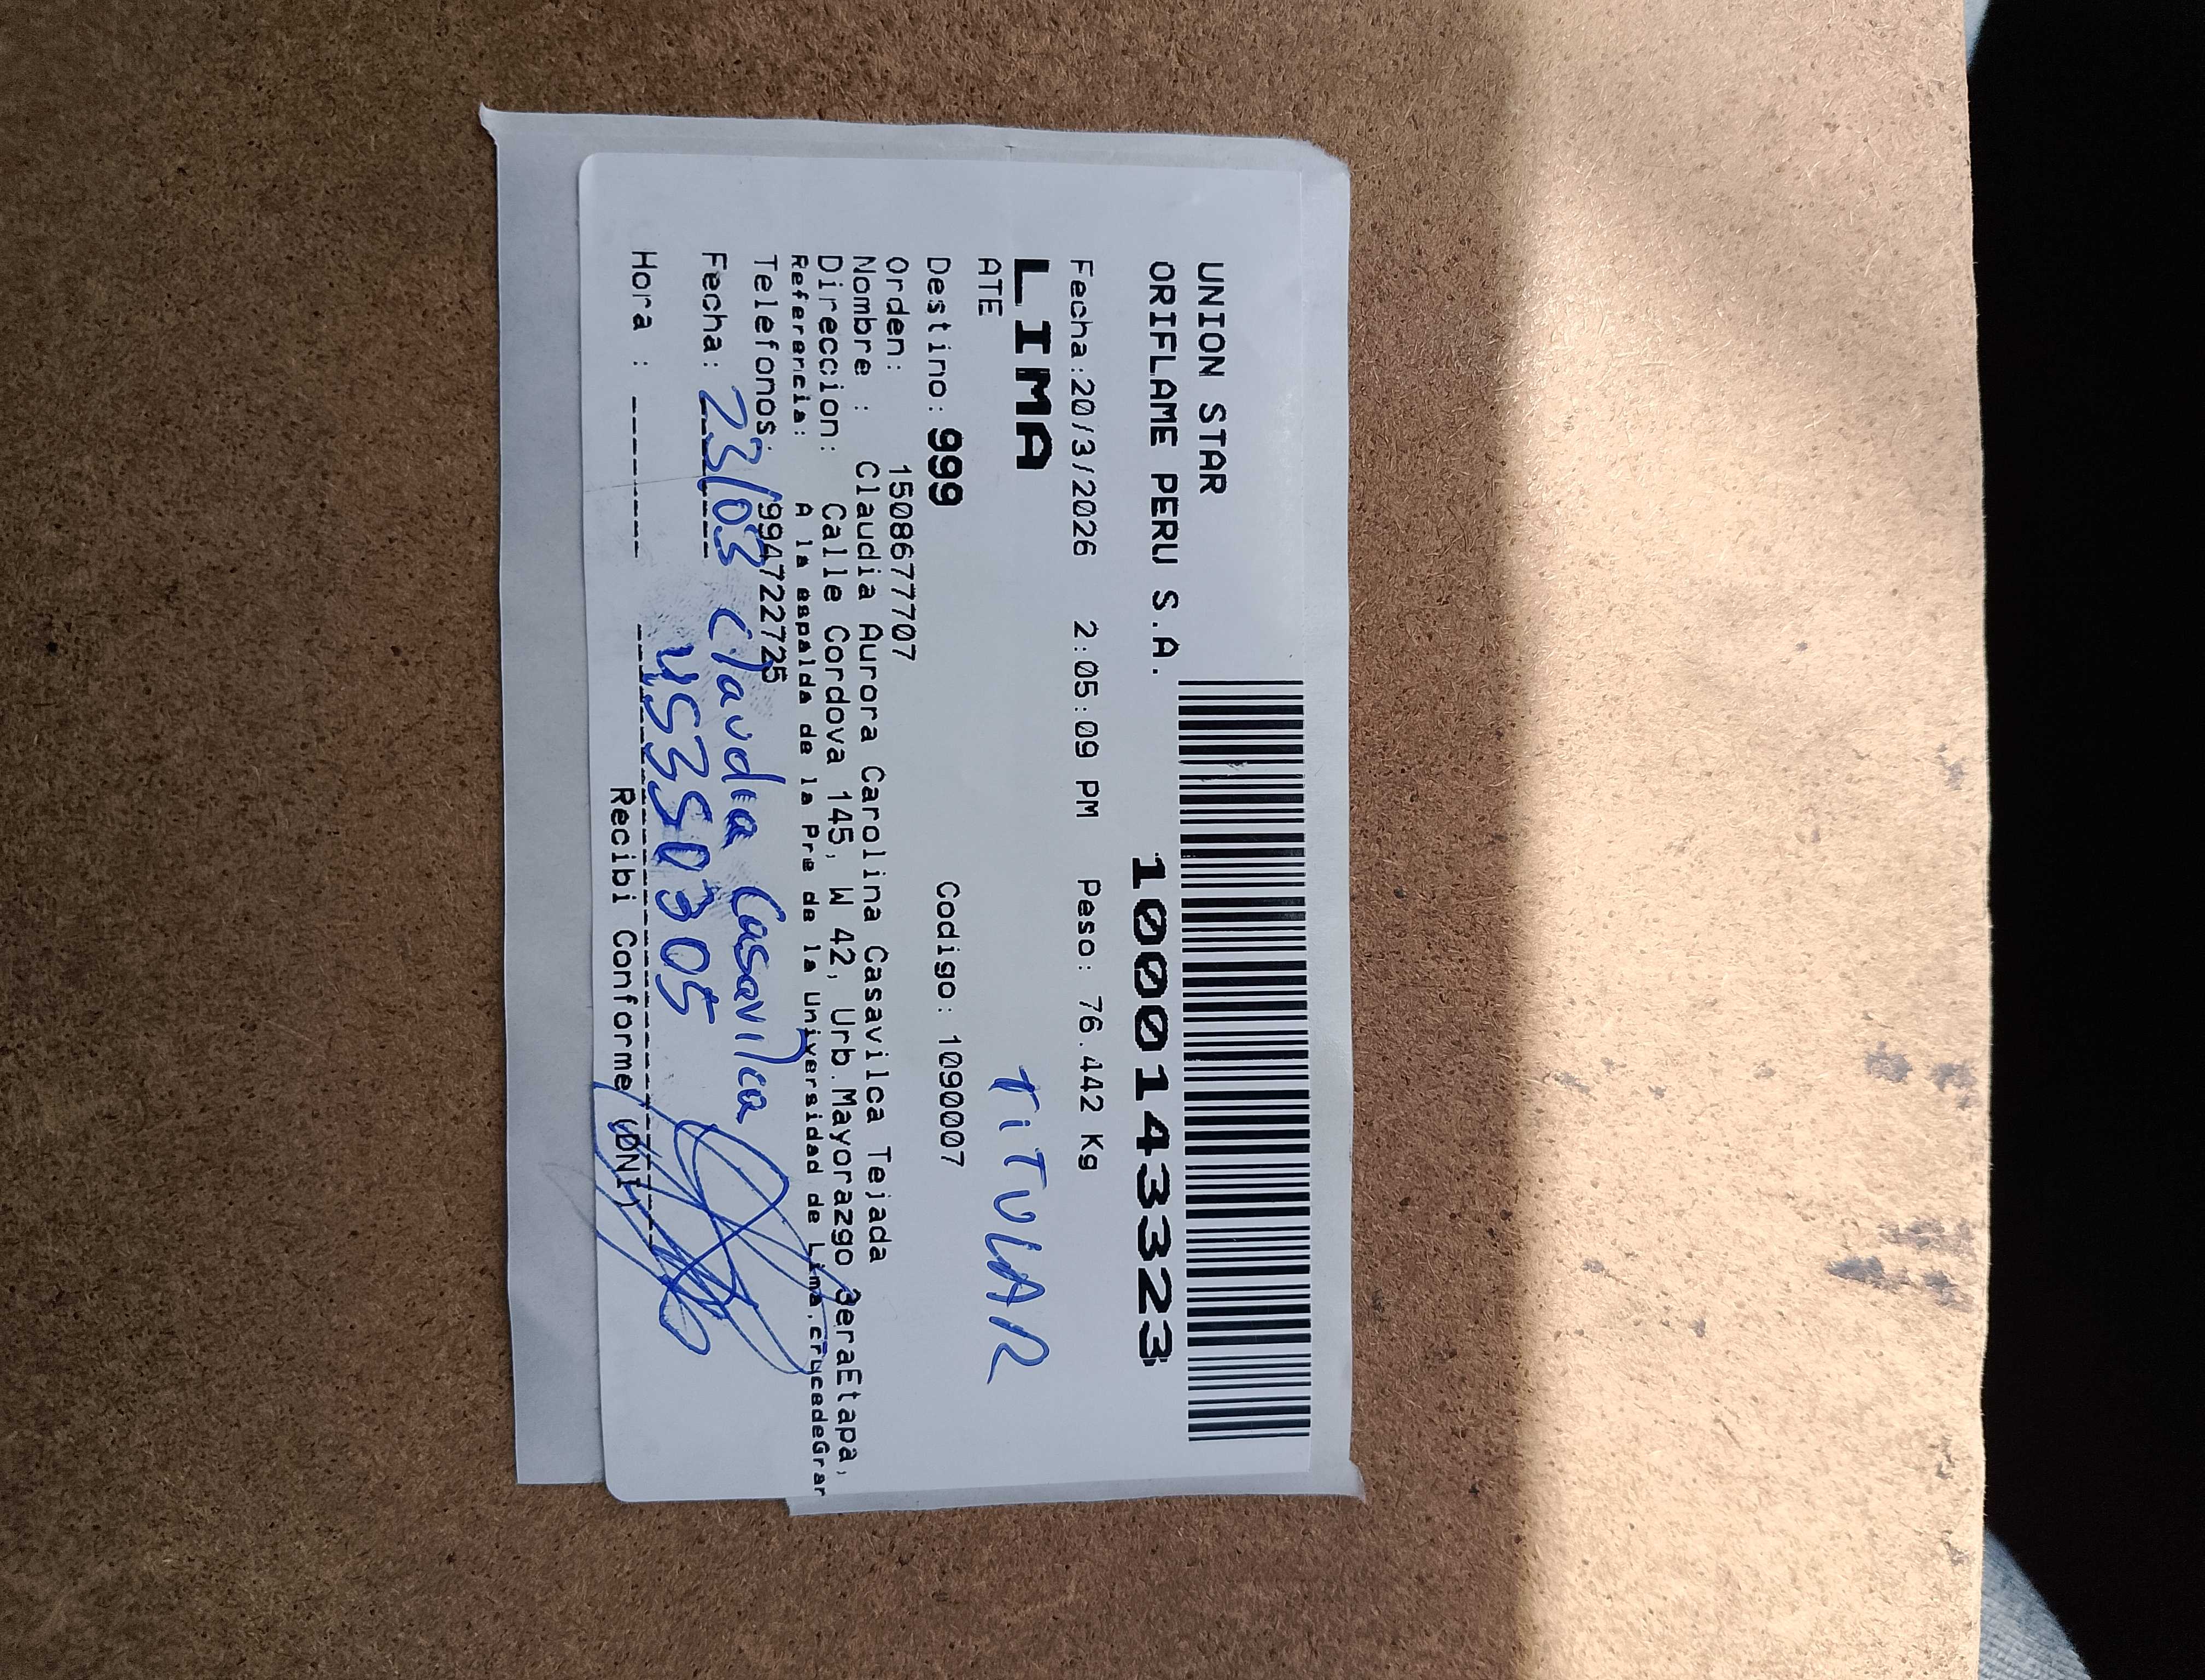 UNION STAR
ORIFLAME PERU S.A.
1000143323
Fecha:20/3/2026 2:05:09 PM Peso: 76.442 Kg
LIMA
ATE
TiTULAR
Destino: 999 Codigo: 1090007
Orden: 1508677707
Nombre : Claudia Aurora Carolina Casavilca Tejada
Direccion: Calle Cordova 145, W 42, Urb.Mayorazgo 3eraEtapa,
Referencia: A la espalda de la Pre de la Universidad de Lima,crucedeGrar
Telefonos: 994722725
Fecha: 23/03 Claudia Casavilca
45350305
Hora :
Recibi Conforme (DNI)